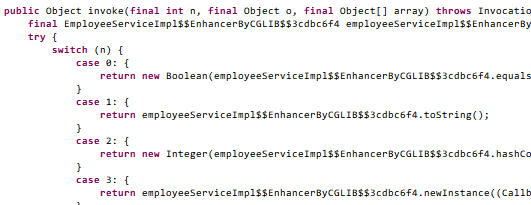 public Object invoke(final int n, final Object o, final Object[] array) throws Invocatio
final EmployeeServiceImpl$$EnhancerByCGLIB$$3cdbc6f4 employeeServiceImpl$$EnhancerBy
try {
switch (n) {
case 0: {
return new Boolean(employeeServiceImpl$$EnhancerByCGLIB$$3cdbc6f4.equals
}
case 1: {
return employeeServiceImpl$$EnhancerByCGLIB$$3cdbc6f4.toString();
}
case 2: {
return new Integer(employeeServiceImpl$$EnhancerByCGLIB$$3cdbc6f4.hashCo
}
case 3: {
return employeeServiceImpl$$EnhancerByCGLIB$$3cdbc6f4.newInstance((Callb
}